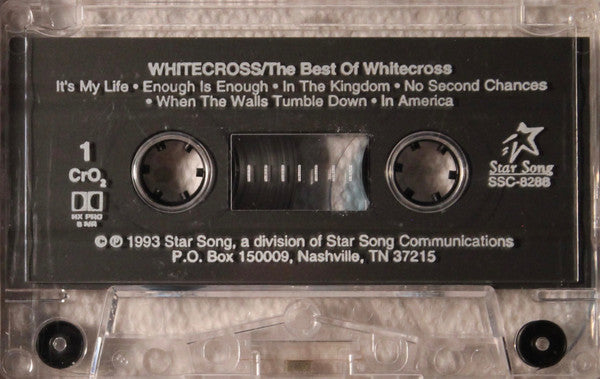 WHITECROSS/The Best Of Whitecross
It's My Life • Enough Is Enough • In The Kingdom • No Second Chances
• When The Walls Tumble Down • In America
1
CrO2
HX PRO
B NR
Star Song
SSC-8288
© ℗ 1993 Star Song, a division of Star Song Communications
P.O. Box 150009, Nashville, TN 37215